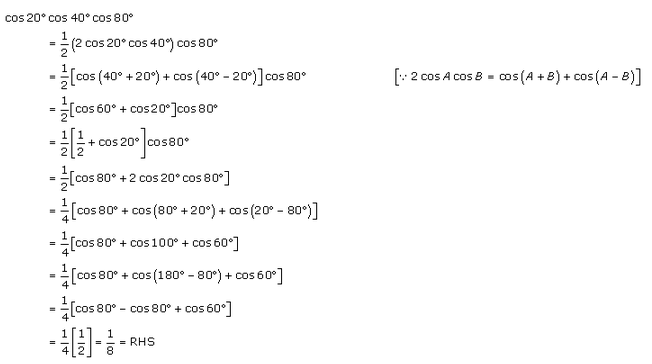 cos 20° cos 40° cos 80°
= 1/2 (2 cos 20° cos 40°) cos 80°
= 1/2 [cos (40° + 20°) + cos (40° − 20°)] cos 80° [∵ 2 cos A cos B = cos (A + B) + cos (A − B)]
= 1/2 [cos 60° + cos 20°] cos 80°
= 1/2 [1/2 + cos 20°] cos 80°
= 1/2 [cos 80° + 2 cos 20° cos 80°]
= 1/4 [cos 80° + cos (80° + 20°) + cos (20° − 80°)]
= 1/4 [cos 80° + cos 100° + cos 60°]
= 1/4 [cos 80° + cos (180° − 80°) + cos 60°]
= 1/4 [cos 80° − cos 80° + cos 60°]
= 1/4 [1/2] = 1/8 = RHS